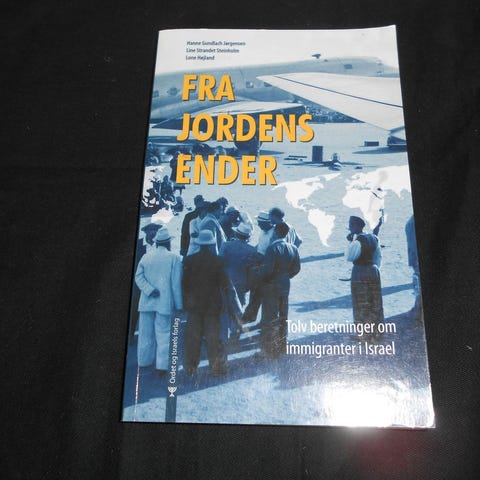 Hanne Gundlach Jørgensen
Line Strandet Steinholm
Lone Højland
FRA
JORDENS
ENDER
Tolv beretninger om
immigranter i Israel
Ordet og Israels forlag